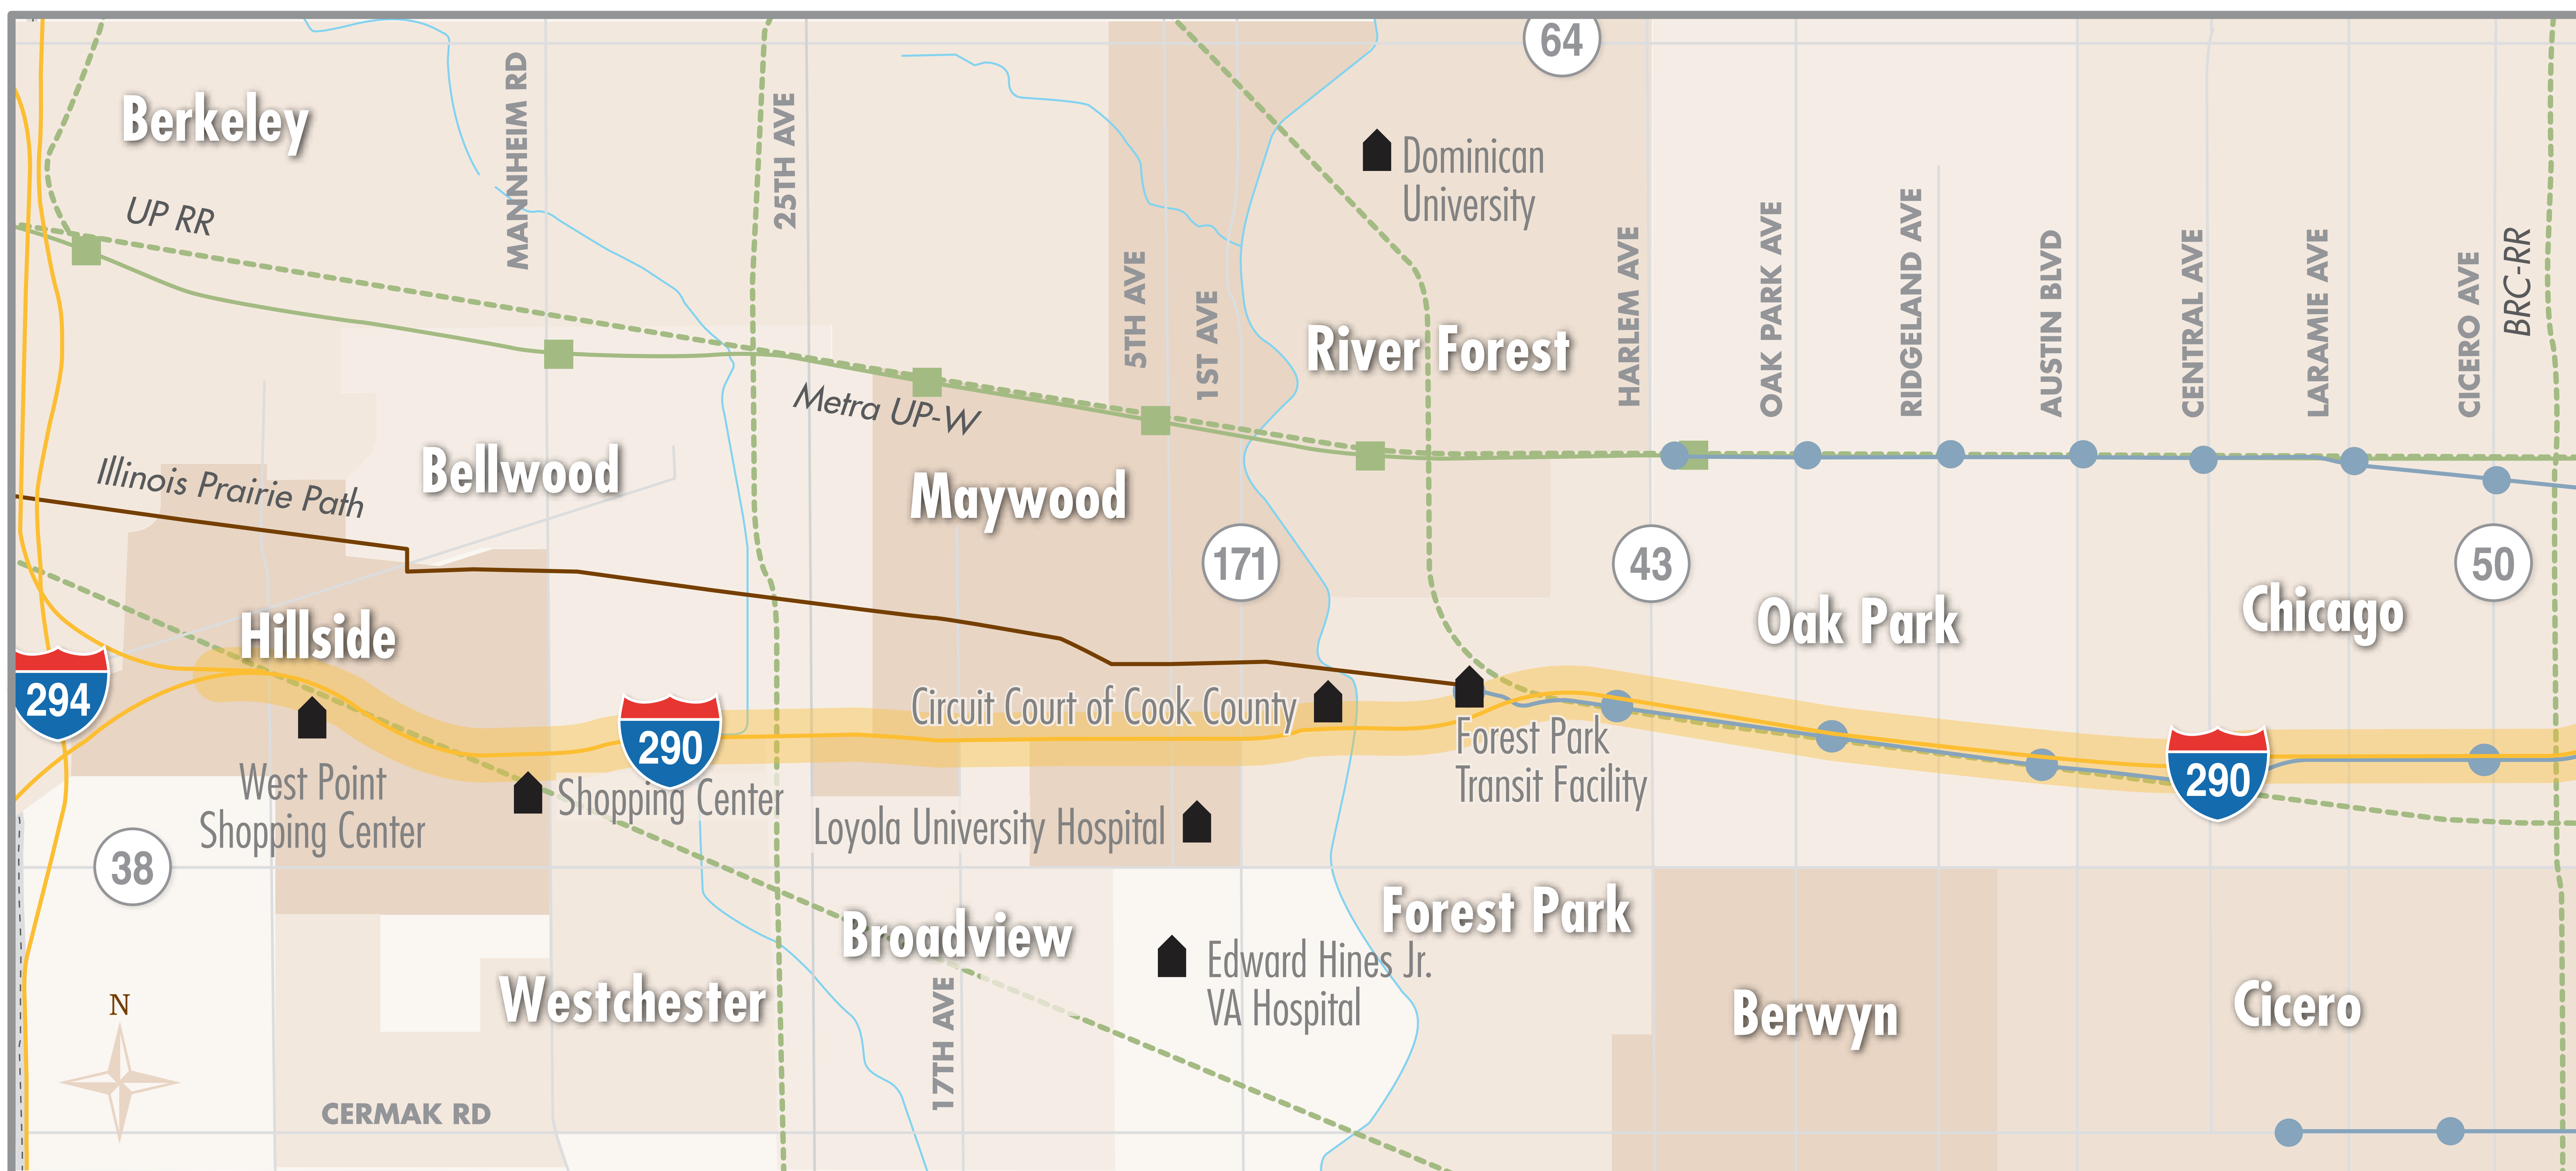 64
Berkeley
MANNHEIM RD
25TH AVE
Dominican
University
UP RR
5TH AVE
1ST AVE
HARLEM AVE
OAK PARK AVE
RIDGELAND AVE
AUSTIN BLVD
CENTRAL AVE
LARAMIE AVE
CICERO AVE
BRC-RR
River Forest
Metra UP-W
Illinois Prairie Path
Bellwood
Maywood
171
43
50
Hillside
Oak Park
Chicago
294
290
Circuit Court of Cook County
Forest Park
Transit Facility
290
West Point
Shopping Center
Shopping Center
Loyola University Hospital
38
Broadview
Forest Park
Edward Hines Jr.
VA Hospital
Westchester
17TH AVE
Berwyn
Cicero
N
CERMAK RD